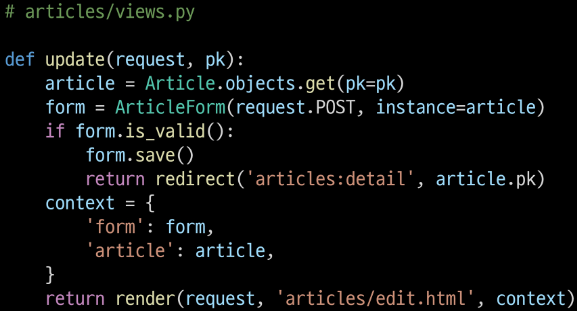 # articles/views.py

def update(request, pk):
    article = Article.objects.get(pk=pk)
    form = ArticleForm(request.POST, instance=article)
    if form.is_valid():
        form.save()
        return redirect('articles:detail', article.pk)
    context = {
        'form': form,
        'article': article,
    }
    return render(request, 'articles/edit.html', context)